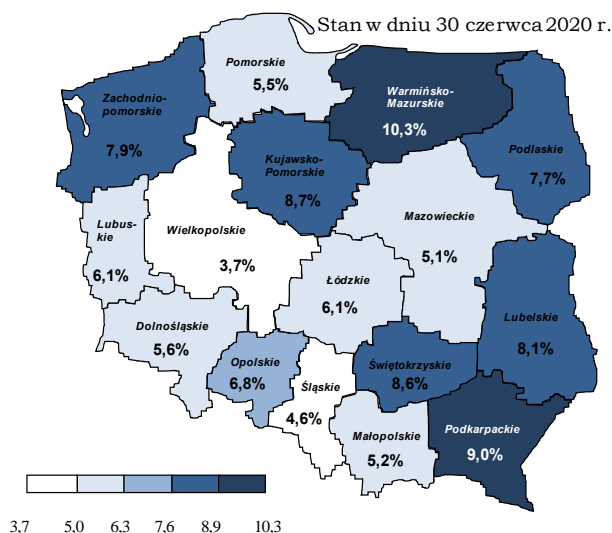 Stan w dniu 30 czerwca 2020 r.
Pomorskie
5,5%
Warmińsko-
Mazurskie
10,3%
Zachodnio-
pomorskie
7,9%
Kujawsko-
Pomorskie
8,7%
Podlaskie
7,7%
Lubus-
kie
6,1%
Wielkopolskie
3,7%
Mazowieckie
5,1%
Łódzkie
6,1%
Dolnośląskie
5,6%
Lubelskie
8,1%
Opolskie
6,8%
Śląskie
4,6%
Świętokrzyskie
8,6%
Małopolskie
5,2%
Podkarpackie
9,0%
3,7 5,0 6,3 7,6 8,9 10,3